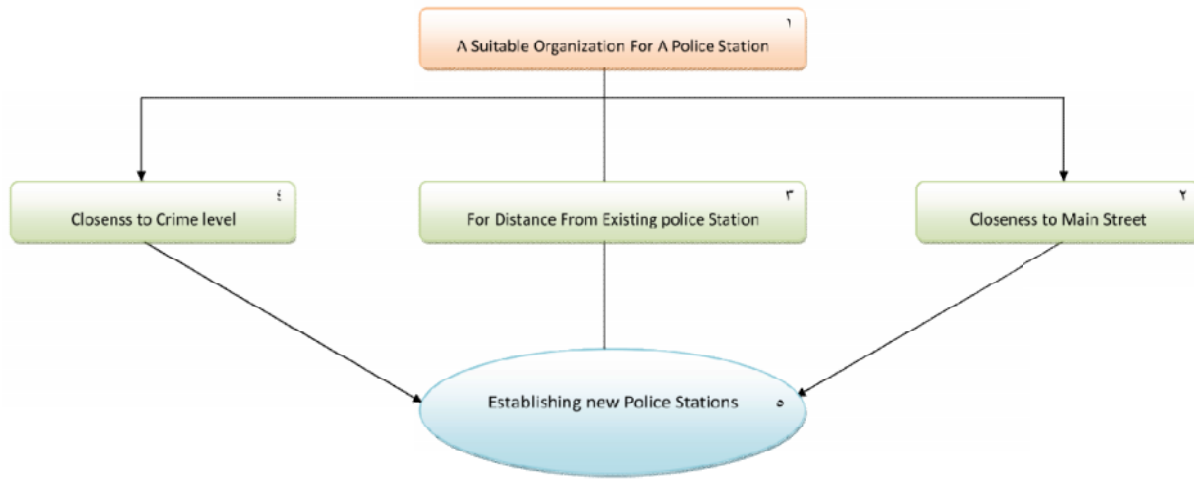 ١
A Suitable Organization For A Police Station
٤
Closenss to Crime level
٣
For Distance From Existing police Station
٢
Closeness to Main Street
Establishing new Police Stations ٥